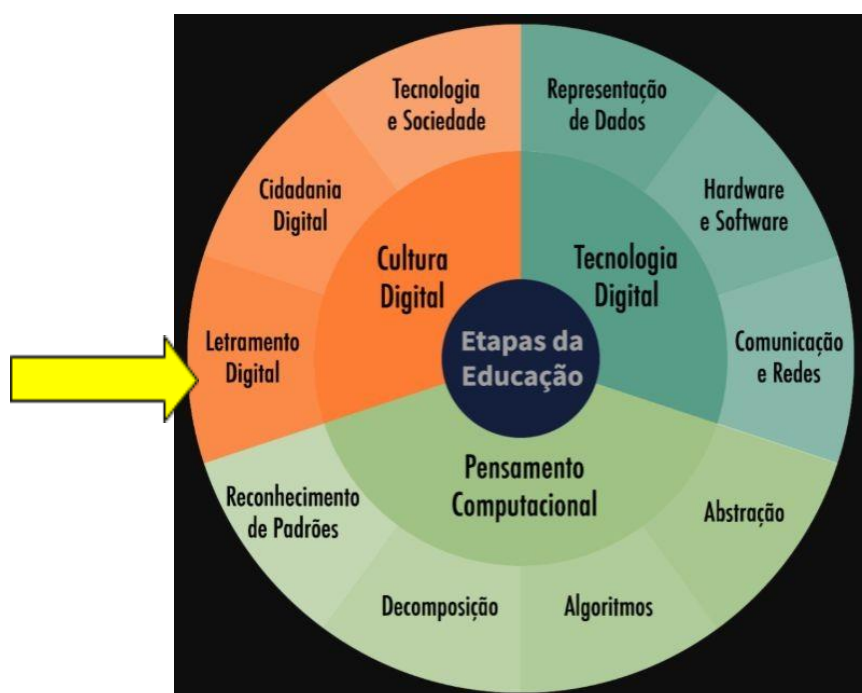 Tecnologia
e Sociedade
Representação
de Dados
Cidadania
Digital
Hardware
e Software
Cultura
Digital
Tecnologia
Digital
Letramento
Digital
Etapas da
Educação
Comunicação
e Redes
Pensamento
Computacional
Reconhecimento
de Padrões
Abstração
Decomposição
Algoritmos